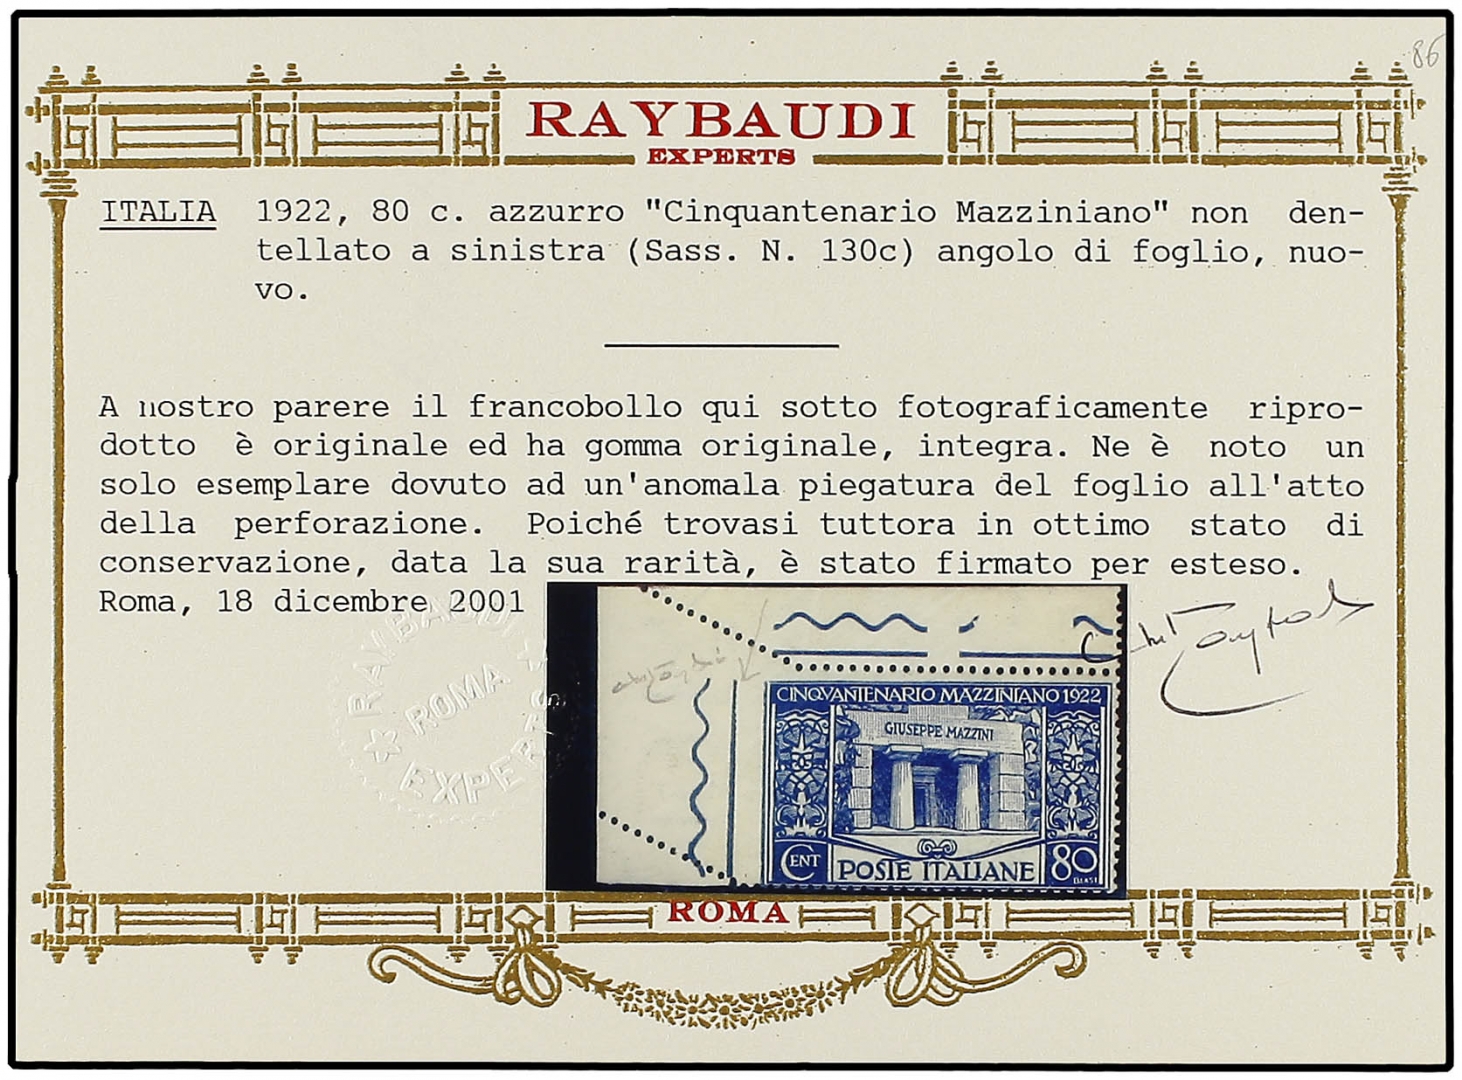 86
RAYBAUDI
EXPERTS
ITALIA 1922, 80 c. azzurro "Cinquantenario Mazziniano" non den-
tellato a sinistra (Sass. N. 130c) angolo di foglio, nuo-
vo.
A nostro parere il francobollo qui sotto fotograficamente ripro-
dotto è originale ed ha gomma originale, integra. Ne è noto un
solo esemplare dovuto ad un'anomala piegatura del foglio all'atto
della perforazione. Poiché trovasi tuttora in ottimo stato di
conservazione, data la sua rarità, è stato firmato per esteso.
Roma, 18 dicembre 2001
RAYBAUDI
ROMA
EXPERTS
CINQVANTENARIO MAZZINIANO 1922
GIUSEPPE MAZZINI
CENT POSTE ITALIANE 80
ROMA